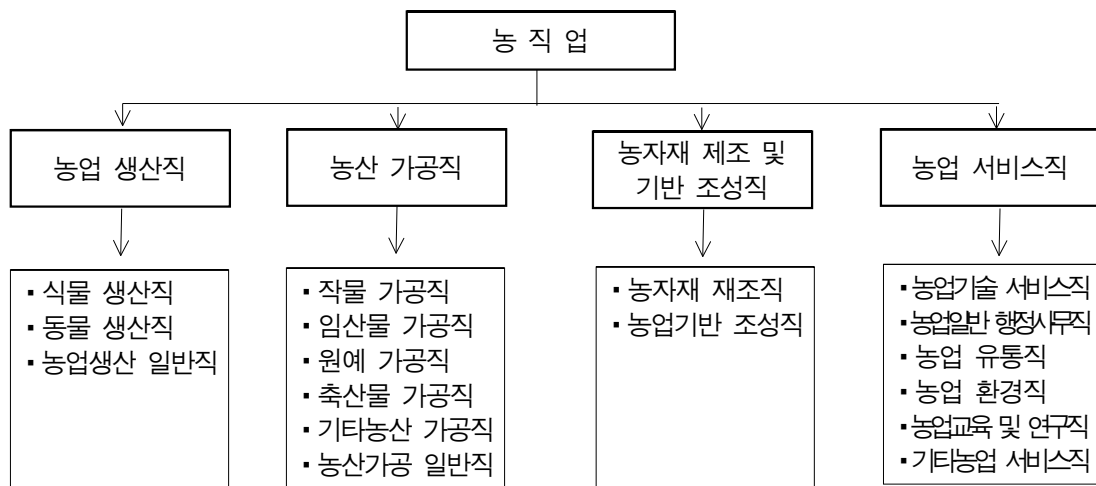 농 직 업
농업 생산직
농산 가공직
농자재 제조 및
기반 조성직
농업 서비스직
▪식물 생산직
▪동물 생산직
▪농업생산 일반직
▪작물 가공직
▪임산물 가공직
▪원예 가공직
▪축산물 가공직
▪기타농산 가공직
▪농산가공 일반직
▪농자재 재조직
▪농업기반 조성직
▪농업기술 서비스직
▪농업일반 행정사무직
▪농업 유통직
▪농업 환경직
▪농업교육 및 연구직
▪기타농업 서비스직